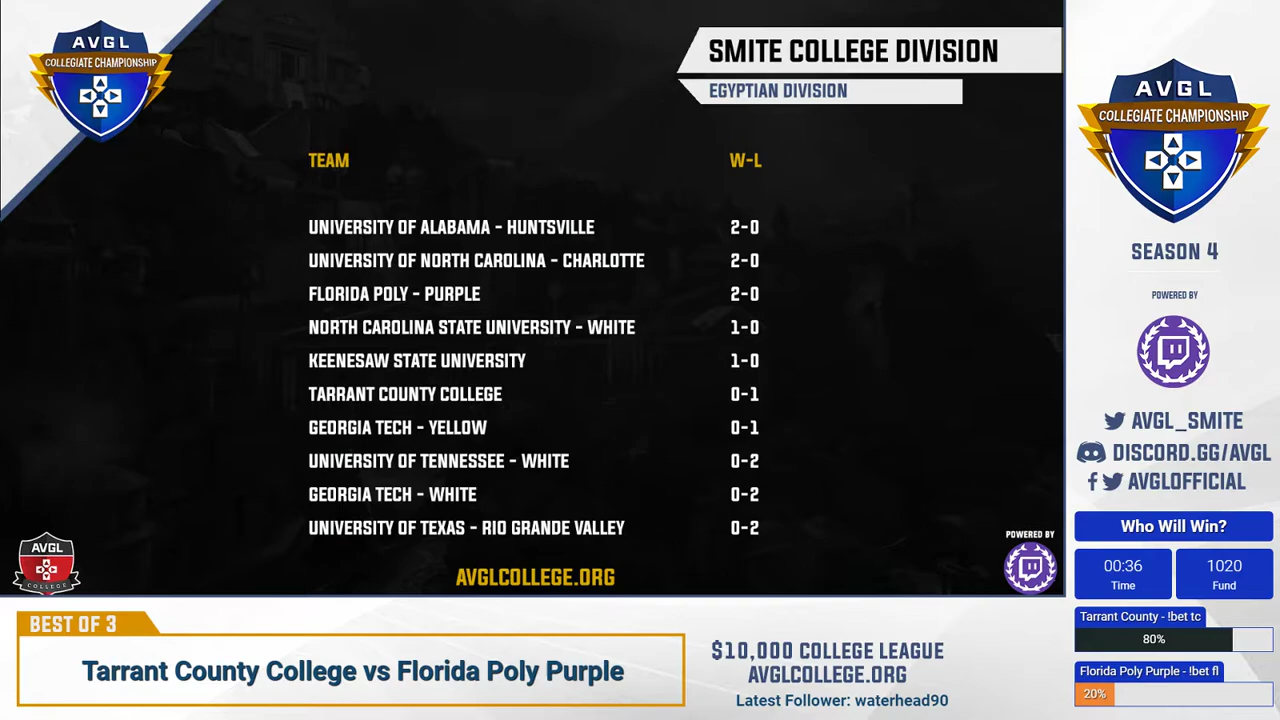 AVGL
COLLEGIATE CHAMPIONSHIP
SMITE COLLEGE DIVISION
EGYPTIAN DIVISION
TEAM W-L
UNIVERSITY OF ALABAMA - HUNTSVILLE 2-0
UNIVERSITY OF NORTH CAROLINA - CHARLOTTE 2-0
FLORIDA POLY - PURPLE 2-0
NORTH CAROLINA STATE UNIVERSITY - WHITE 1-0
KEENESAW STATE UNIVERSITY 1-0
TARRANT COUNTY COLLEGE 0-1
GEORGIA TECH - YELLOW 0-1
UNIVERSITY OF TENNESSEE - WHITE 0-2
GEORGIA TECH - WHITE 0-2
UNIVERSITY OF TEXAS - RIO GRANDE VALLEY 0-2
AVGLCOLLEGE.ORG
AVGL
COLLEGE
POWERED BY
AVGL
COLLEGIATE CHAMPIONSHIP
SEASON 4
POWERED BY
AVGL_SMITE
DISCORD.GG/AVGL
AVGLOFFICIAL
Who Will Win?
00:36 1020
Time Fund
Tarrant County - !bet tc
80%
Florida Poly Purple - !bet fl
20%
BEST OF 3
Tarrant County College vs Florida Poly Purple
$10,000 COLLEGE LEAGUE
AVGLCOLLEGE.ORG
Latest Follower: waterhead90